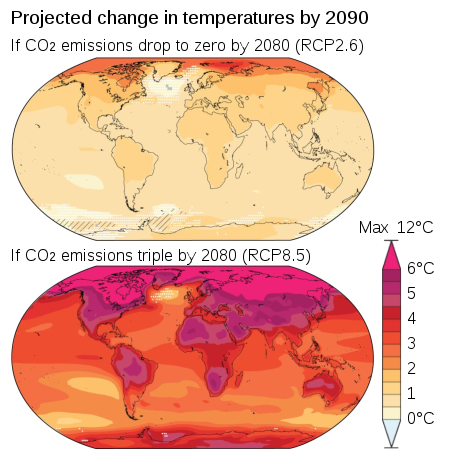 Projected change in temperatures by 2090
If CO₂ emissions drop to zero by 2080 (RCP2.6)
Max 12°C
If CO₂ emissions triple by 2080 (RCP8.5)
6°C
5
4
3
2
1
0°C